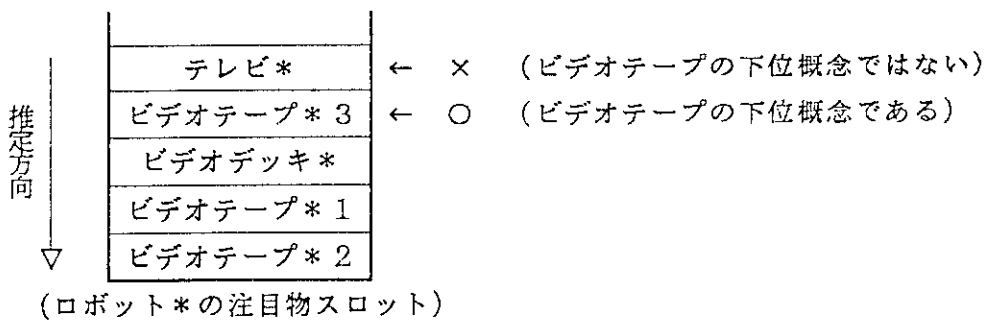 テレビ* ← × (ビデオテープの下位概念ではない)
ビデオテープ*3 ← ○ (ビデオテープの下位概念である)
ビデオデッキ*
ビデオテープ*1
ビデオテープ*2
推定方向
(ロボット*の注目物スロット)